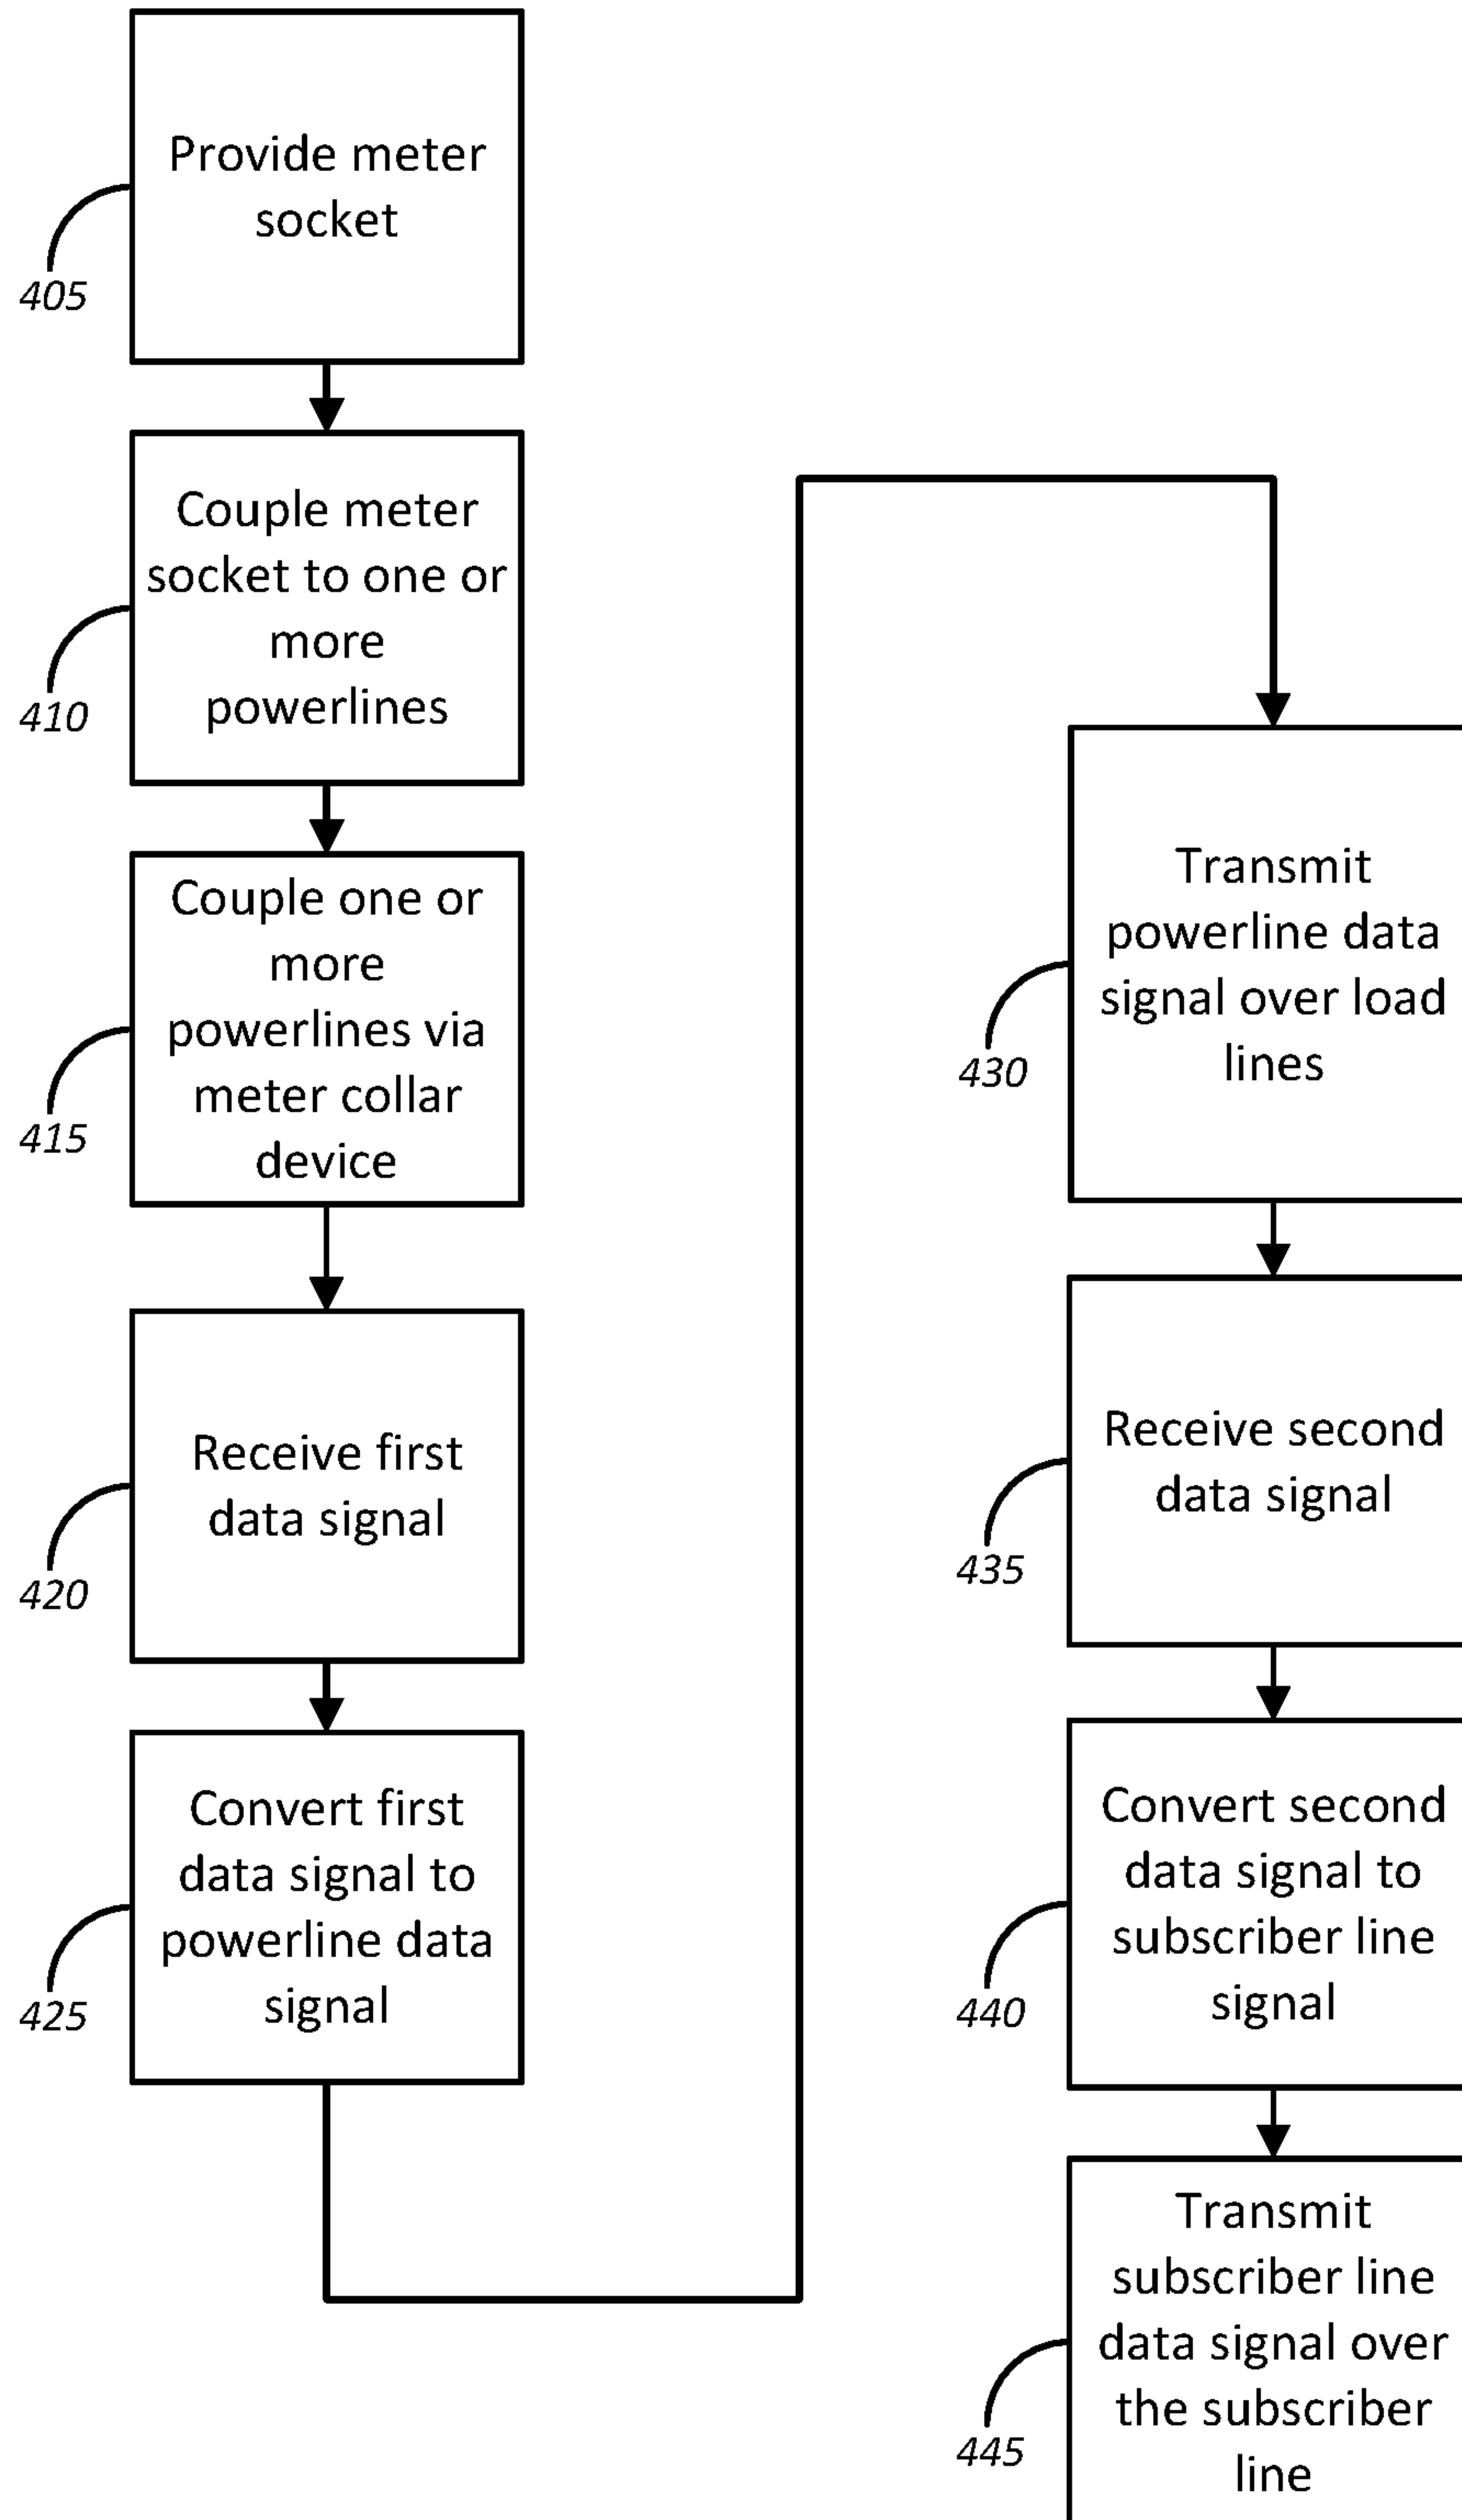 Provide meter
socket
405
Couple meter
socket to one or
more
powerlines
410
Couple one or
more
powerlines via
meter collar
device
415
Receive first
data signal
420
Convert first
data signal to
powerline data
signal
425
Transmit
powerline data
signal over load
lines
430
Receive second
data signal
435
Convert second
data signal to
subscriber line
signal
440
Transmit
subscriber line
data signal over
the subscriber
line
445